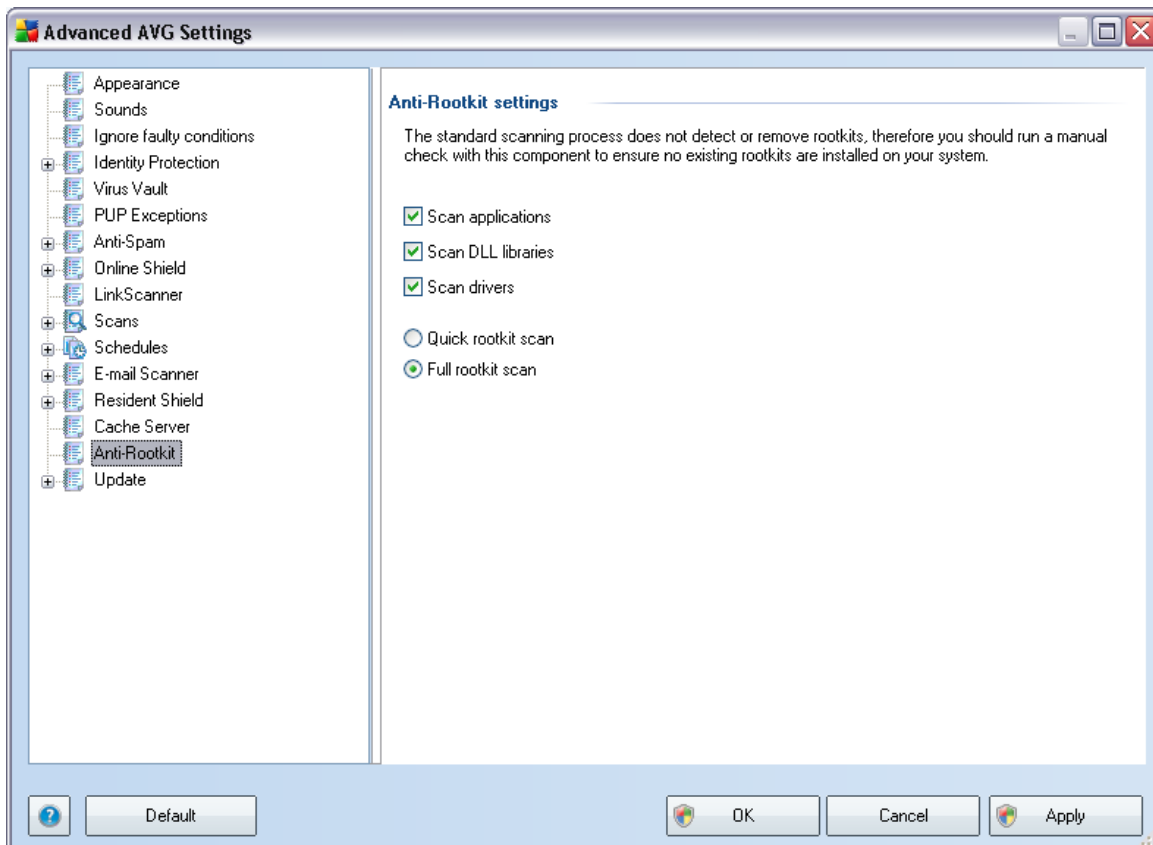 Advanced AVG Settings
Appearance
Sounds
Ignore faulty conditions
Identity Protection
Virus Vault
PUP Exceptions
Anti-Spam
Online Shield
LinkScanner
Scans
Schedules
E-mail Scanner
Resident Shield
Cache Server
Anti-Rootkit
Update
Anti-Rootkit settings
The standard scanning process does not detect or remove rootkits, therefore you should run a manual
check with this component to ensure no existing rootkits are installed on your system.
Scan applications
Scan DLL libraries
Scan drivers
Quick rootkit scan
Full rootkit scan
Default
OK
Cancel
Apply